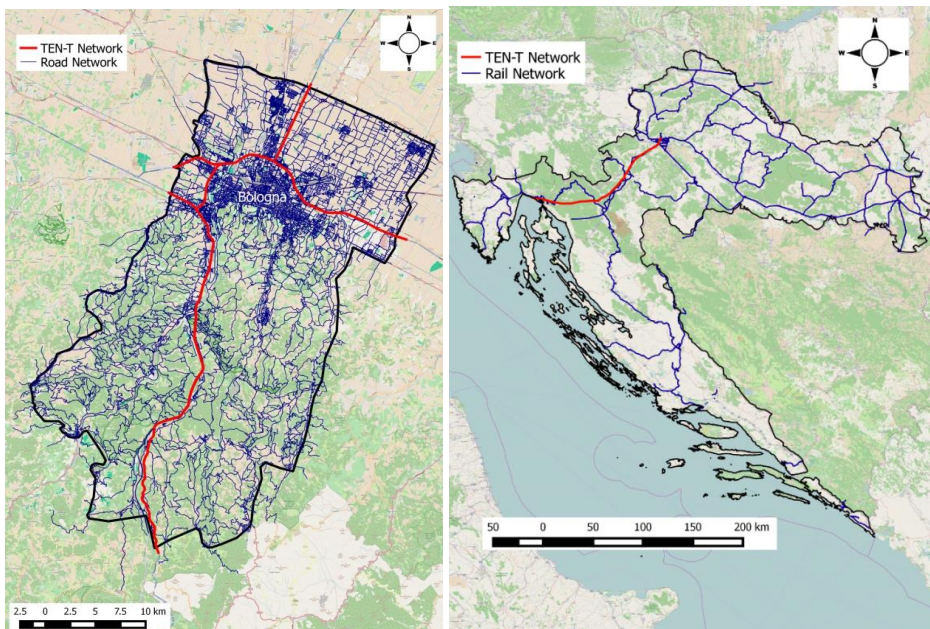 TEN-T Network
Road Network
N
W E
S
Bologna
2.5 0 2.5 5 7.5 10 km
TEN-T Network
Rail Network
N
W E
S
50 0 50 100 150 200 km